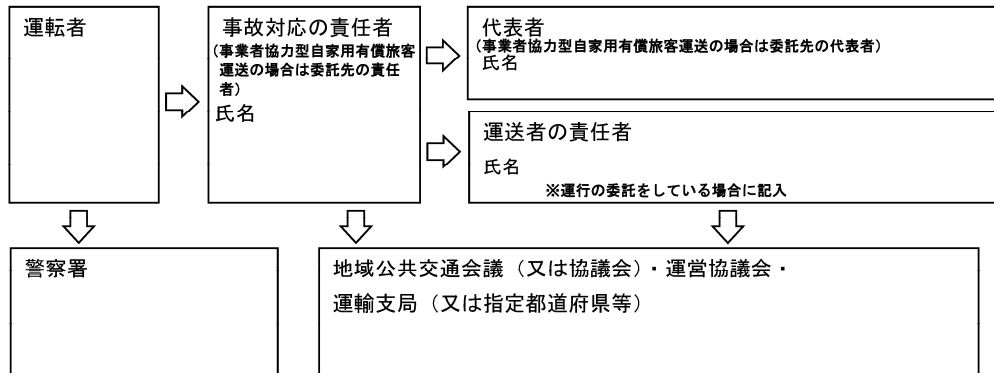 運転者
事故対応の責任者
(事業者協力型自家用有償旅客
運送の場合は委託先の責任
者)
氏名
代表者
(事業者協力型自家用有償旅客運送の場合は委託先の代表者)
氏名
運送者の責任者
氏名
※運行の委託をしている場合に記入
警察署
地域公共交通会議(又は協議会)・運営協議会・
運輸支局(又は指定都道府県等)